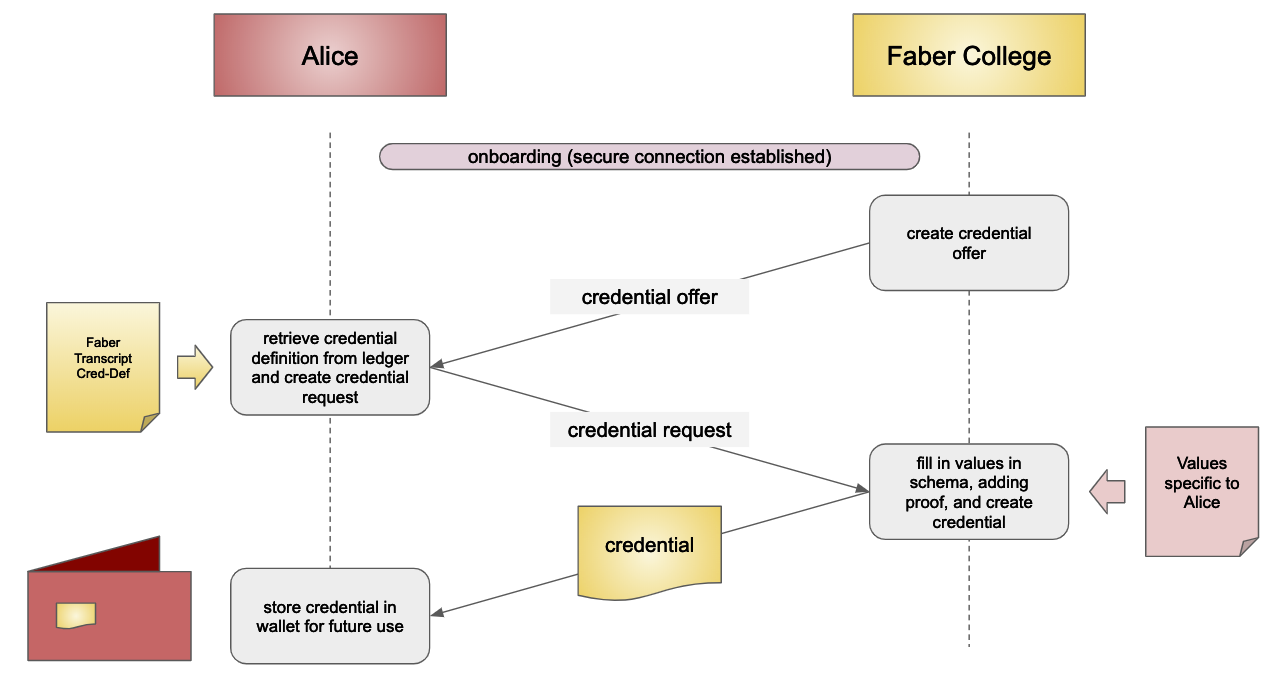 Alice
Faber College
onboarding (secure connection established)
create credential
offer
credential offer
Faber
Transcript
Cred-Def
retrieve credential
definition from ledger
and create credential
request
credential request
fill in values in
schema, adding
proof, and create
credential
Values
specific to
Alice
credential
store credential in
wallet for future use